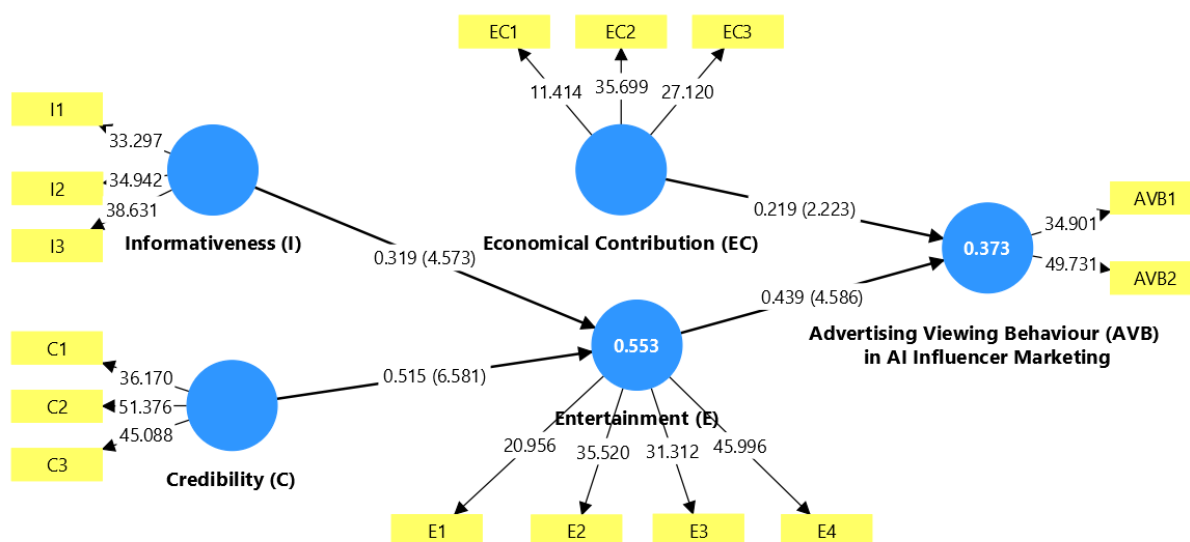 EC1
EC2
EC3
11.414
35.699
27.120
I1
I2
I3
33.297
34.942
38.631
Informativeness (I)
Economical Contribution (EC)
0.319 (4.573)
0.219 (2.223)
0.373
34.901
49.731
AVB1
AVB2
0.439 (4.586)
Advertising Viewing Behaviour (AVB)
in AI Influencer Marketing
C1
C2
C3
36.170
51.376
45.088
Credibility (C)
0.515 (6.581)
0.553
Entertainment (E)
20.956
35.520
31.312
45.996
E1
E2
E3
E4